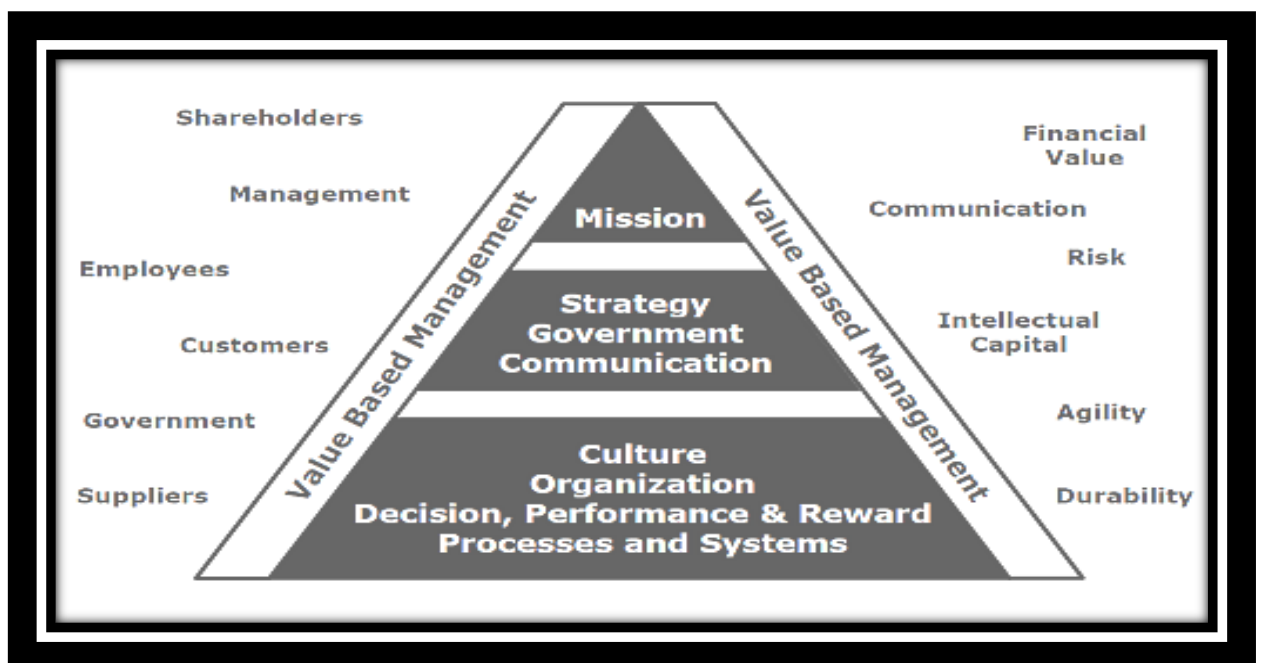 Shareholders
Management
Employees
Customers
Government
Suppliers
Value Based Management
Mission
Strategy
Government
Communication
Culture
Organization
Decision, Performance & Reward
Processes and Systems
Value Based Management
Financial
Value
Communication
Risk
Intellectual
Capital
Agility
Durability